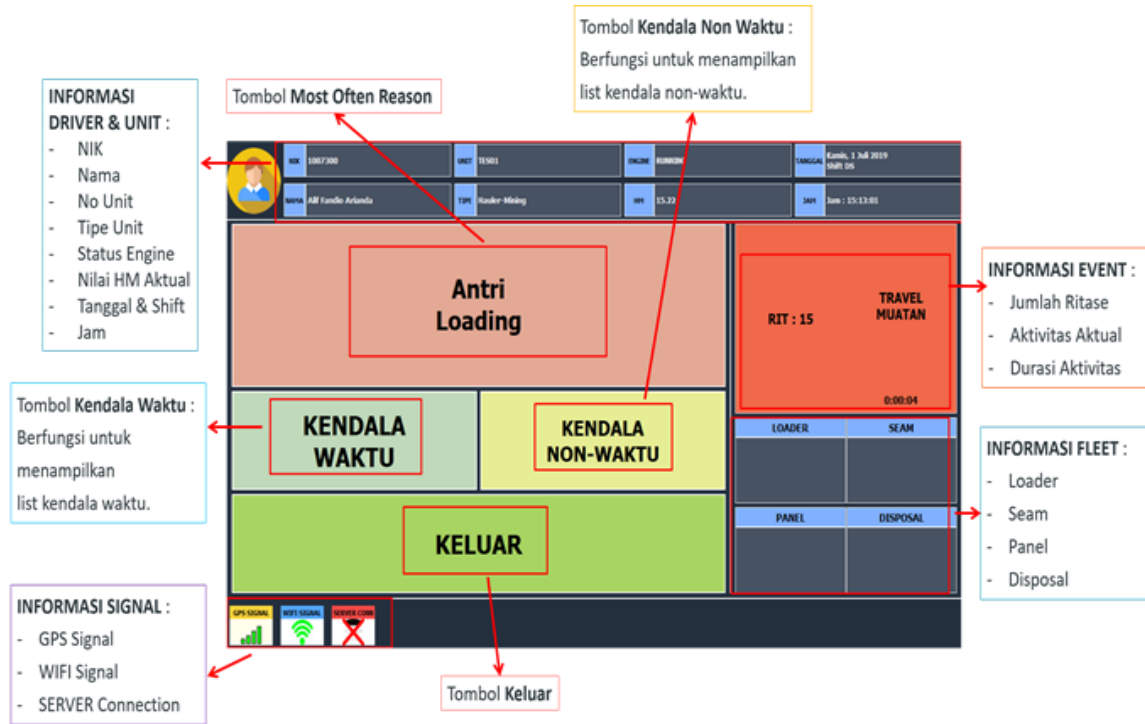 Tombol Kendala Non Waktu :
Berfungsi untuk menampilkan
list kendala non-waktu.
INFORMASI
DRIVER & UNIT :
- NIK
- Nama
- No Unit
- Tipe Unit
- Status Engine
- Nilai HM Aktual
- Tanggal & Shift
- Jam
Tombol Most Often Reason
NIK 1007300
UNIT TES01
ENGINE RUNNING
TANGGAL Kamis, 1 Juli 2019
Shift DS
NAMA Alif Fandio Arianda
TIPE Hauler-Mining
HM 15.22
JAM Jam : 15:13:01
Antri
Loading
RIT : 15
TRAVEL
MUATAN
0:00:04
INFORMASI EVENT :
- Jumlah Ritase
- Aktivitas Aktual
- Durasi Aktivitas
Tombol Kendala Waktu :
Berfungsi untuk
menampilkan
list kendala waktu.
KENDALA
WAKTU
KENDALA
NON-WAKTU
LOADER
SEAM
PANEL
DISPOSAL
INFORMASI FLEET :
- Loader
- Seam
- Panel
- Disposal
KELUAR
INFORMASI SIGNAL :
- GPS Signal
- WIFI Signal
- SERVER Connection
GPS SIGNAL
WIFI SIGNAL
SERVER CONN
Tombol Keluar